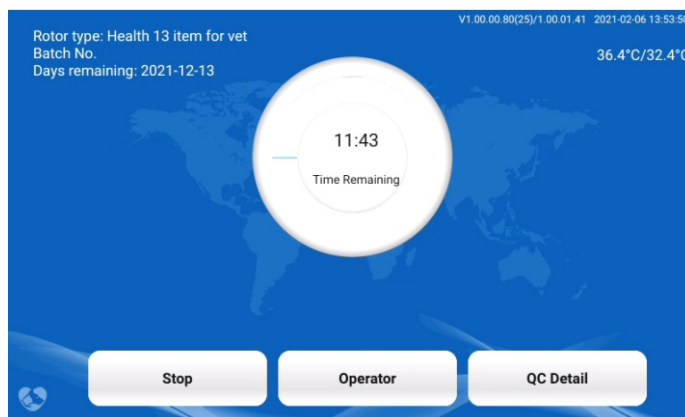 V1.00.00.80(25)/1.00.01.41 2021-02-06 13:53:50
Rotor type: Health 13 item for vet
Batch No.
36.4°C/32.4°C
Days remaining: 2021-12-13
11:43
Time Remaining
Stop
Operator
QC Detail